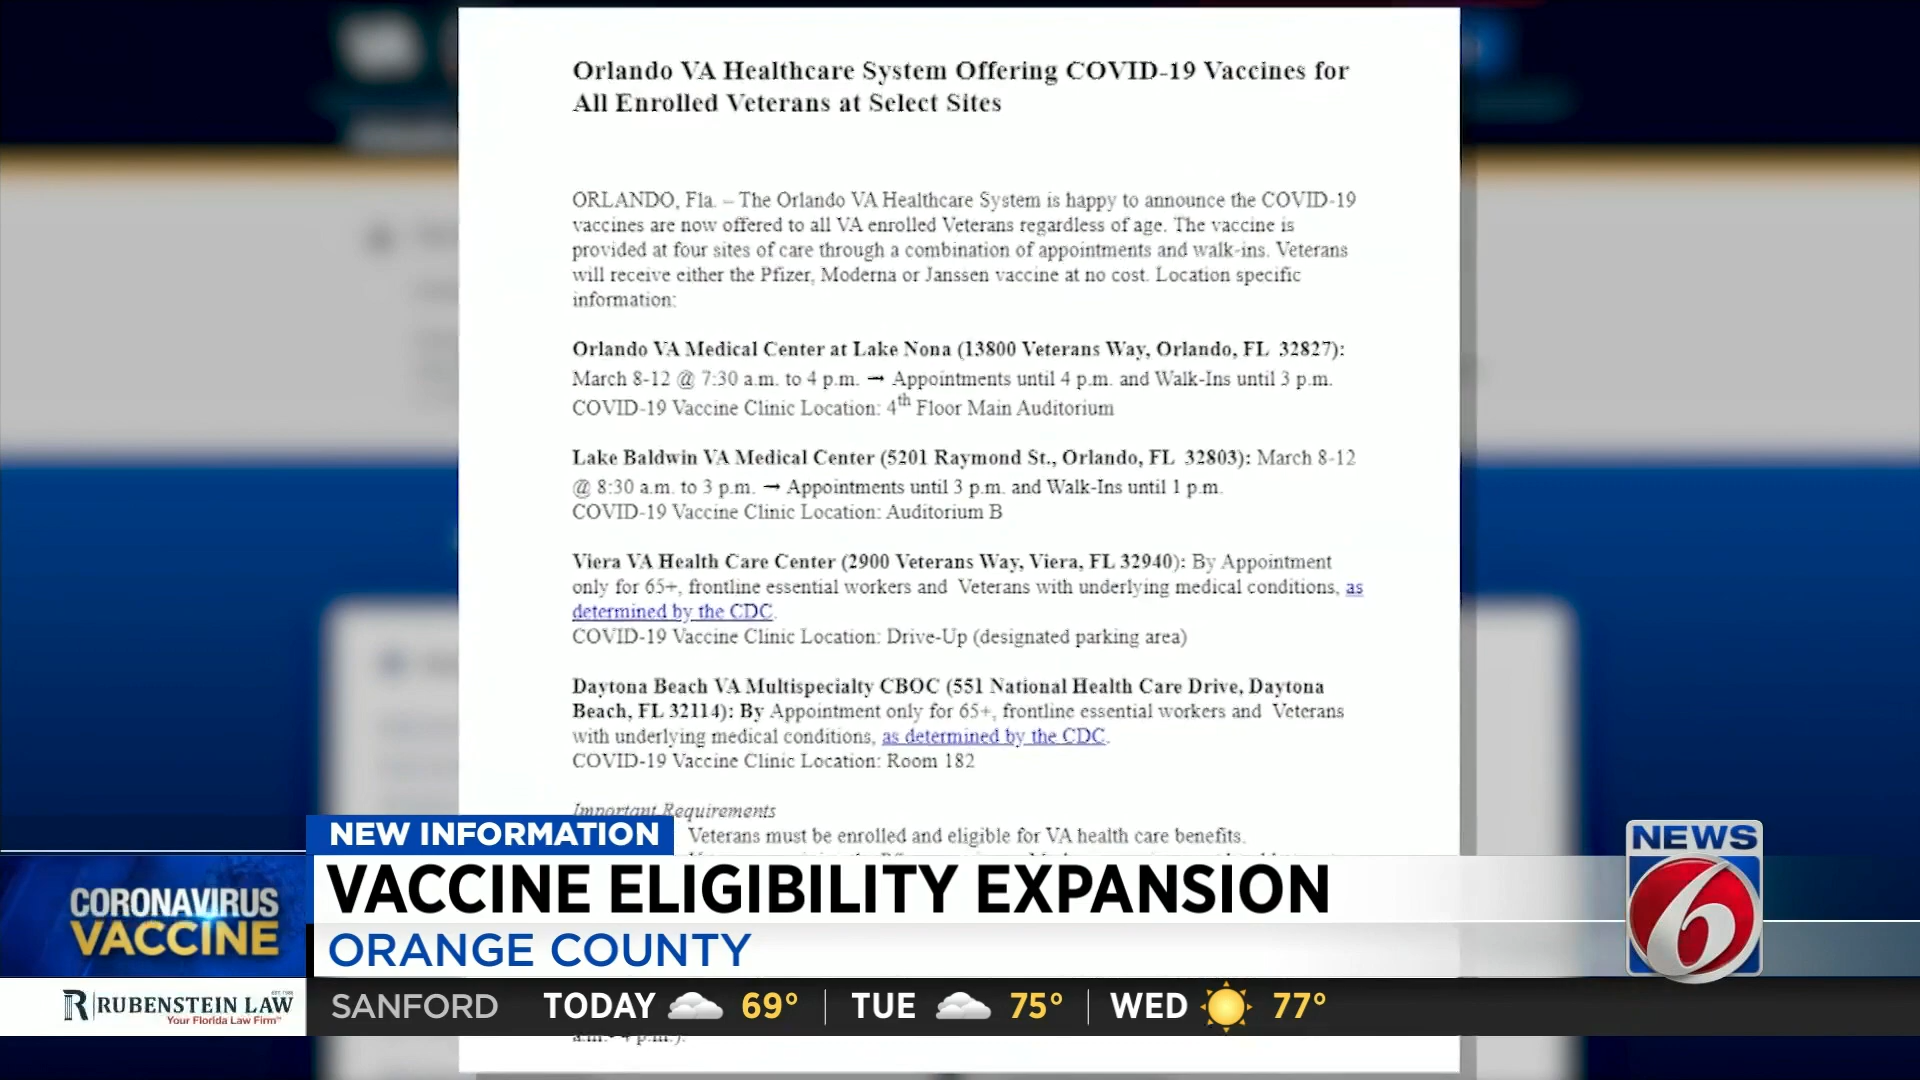 Orlando VA Healthcare System Offering COVID-19 Vaccines for
All Enrolled Veterans at Select Sites
ORLANDO, Fla. – The Orlando VA Healthcare System is happy to announce the COVID-19
vaccines are now offered to all VA enrolled Veterans regardless of age. The vaccine is
provided at four sites of care through a combination of appointments and walk-ins. Veterans
will receive either the Pfizer, Moderna or Janssen vaccine at no cost. Location specific
information:
Orlando VA Medical Center at Lake Nona (13800 Veterans Way, Orlando, FL 32827):
March 8-12 @ 7:30 a.m. to 4 p.m. → Appointments until 4 p.m. and Walk-Ins until 3 p.m.
COVID-19 Vaccine Clinic Location: 4th Floor Main Auditorium
Lake Baldwin VA Medical Center (5201 Raymond St., Orlando, FL 32803): March 8-12
@ 8:30 a.m. to 3 p.m. → Appointments until 3 p.m. and Walk-Ins until 1 p.m.
COVID-19 Vaccine Clinic Location: Auditorium B
Viera VA Health Care Center (2900 Veterans Way, Viera, FL 32940): By Appointment
only for 65+, frontline essential workers and Veterans with underlying medical conditions, as
determined by the CDC.
COVID-19 Vaccine Clinic Location: Drive-Up (designated parking area)
Daytona Beach VA Multispecialty CBOC (551 National Health Care Drive, Daytona
Beach, FL 32114): By Appointment only for 65+, frontline essential workers and Veterans
with underlying medical conditions, as determined by the CDC.
COVID-19 Vaccine Clinic Location: Room 182
Important Requirements
Veterans must be enrolled and eligible for VA health care benefits.
NEW INFORMATION
VACCINE ELIGIBILITY EXPANSION
ORANGE COUNTY
CORONAVIRUS
VACCINE
NEWS
6
RUBENSTEIN LAW
Your Florida Law Firm
SANFORD TODAY 69° TUE 75° WED 77°
a.m.- 4 p.m.).